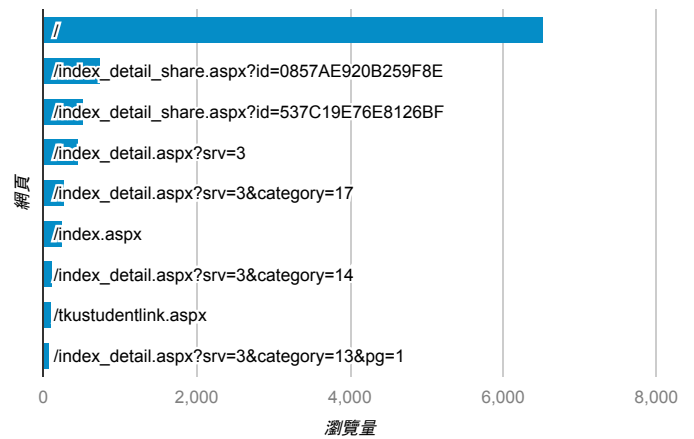 /
/index_detail_share.aspx?id=0857AE920B259F8E
/index_detail_share.aspx?id=537C19E76E8126BF
/index_detail.aspx?srv=3
/index_detail.aspx?srv=3&category=17
/index.aspx
/index_detail.aspx?srv=3&category=14
/tkustudentlink.aspx
/index_detail.aspx?srv=3&category=13&pg=1
網頁
0 2,000 4,000 6,000 8,000
瀏覽量